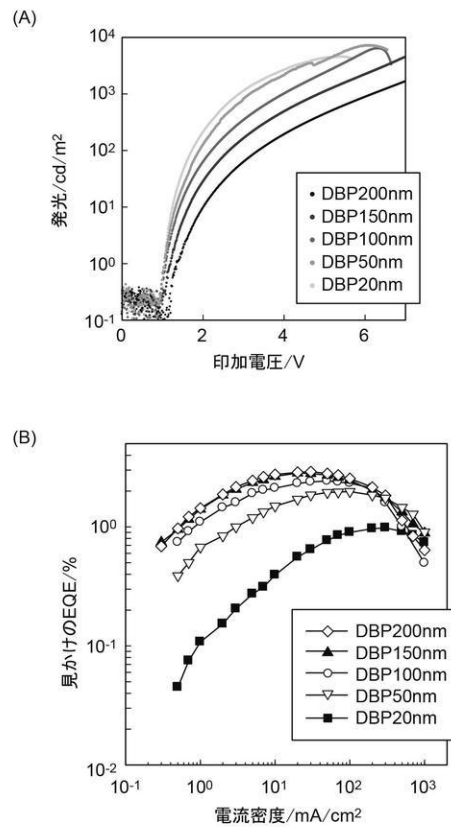 (A)
10⁴
10³
10²
10¹
10⁰
10⁻¹
発光/cd/m²
DBP200nm
DBP150nm
DBP100nm
DBP50nm
DBP20nm
0 2 4 6
印加電圧/V
(B)
10⁰
10⁻¹
10⁻²
見かけのEQE/%
DBP200nm
DBP150nm
DBP100nm
DBP50nm
DBP20nm
10⁻¹ 10⁰ 10¹ 10² 10³
電流密度/mA/cm²